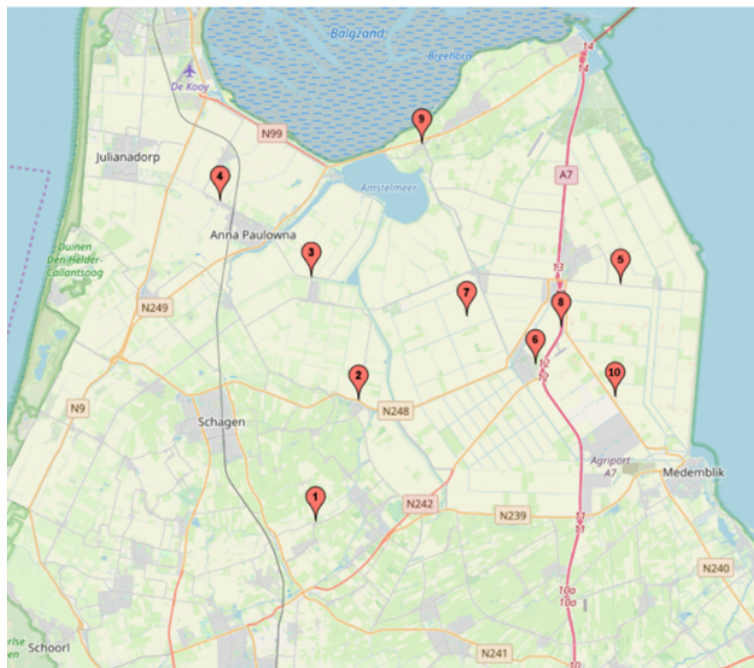 Balgzand
Breehorn
14
14
De Kooy
N99
9
Julianadorp
4
A7
Amstelmeer
Anna Paulowna
Duinen
Den Helder-
Callantsoog
3
13
5
N249
7
8
6
12
12
10
2
N9
N248
Schagen
Agriport
A7
Medemblik
1
N242
N239
11
11
N240
10a
10a
Schoorl
N241
10